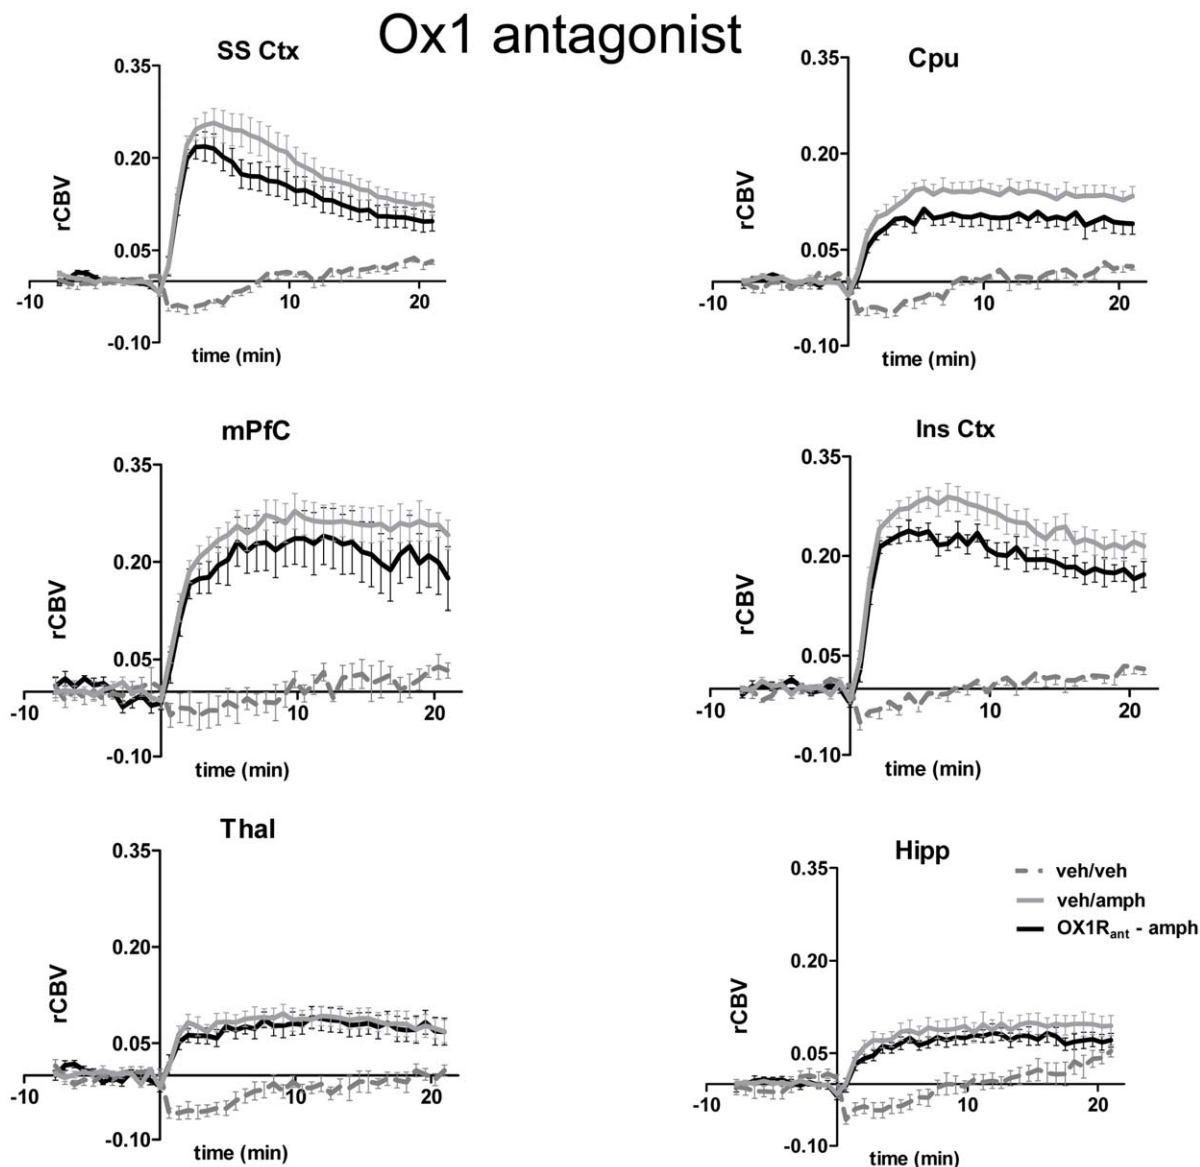 Ox1 antagonist
SS Ctx
0.35
0.20
0.05
-0.10
rCBV
-10
10
20
time (min)
Cpu
0.35
0.20
0.05
-0.10
rCBV
-10
10
20
time (min)
mPfC
0.35
0.20
0.05
-0.10
rCBV
-10
10
20
time (min)
Ins Ctx
0.35
0.20
0.05
-0.10
rCBV
-10
10
20
time (min)
Thal
0.35
0.20
0.05
-0.10
rCBV
-10
10
20
time (min)
Hipp
0.35
0.20
0.05
-0.10
rCBV
-10
10
20
time (min)
veh/veh
veh/amph
OX1Rant - amph